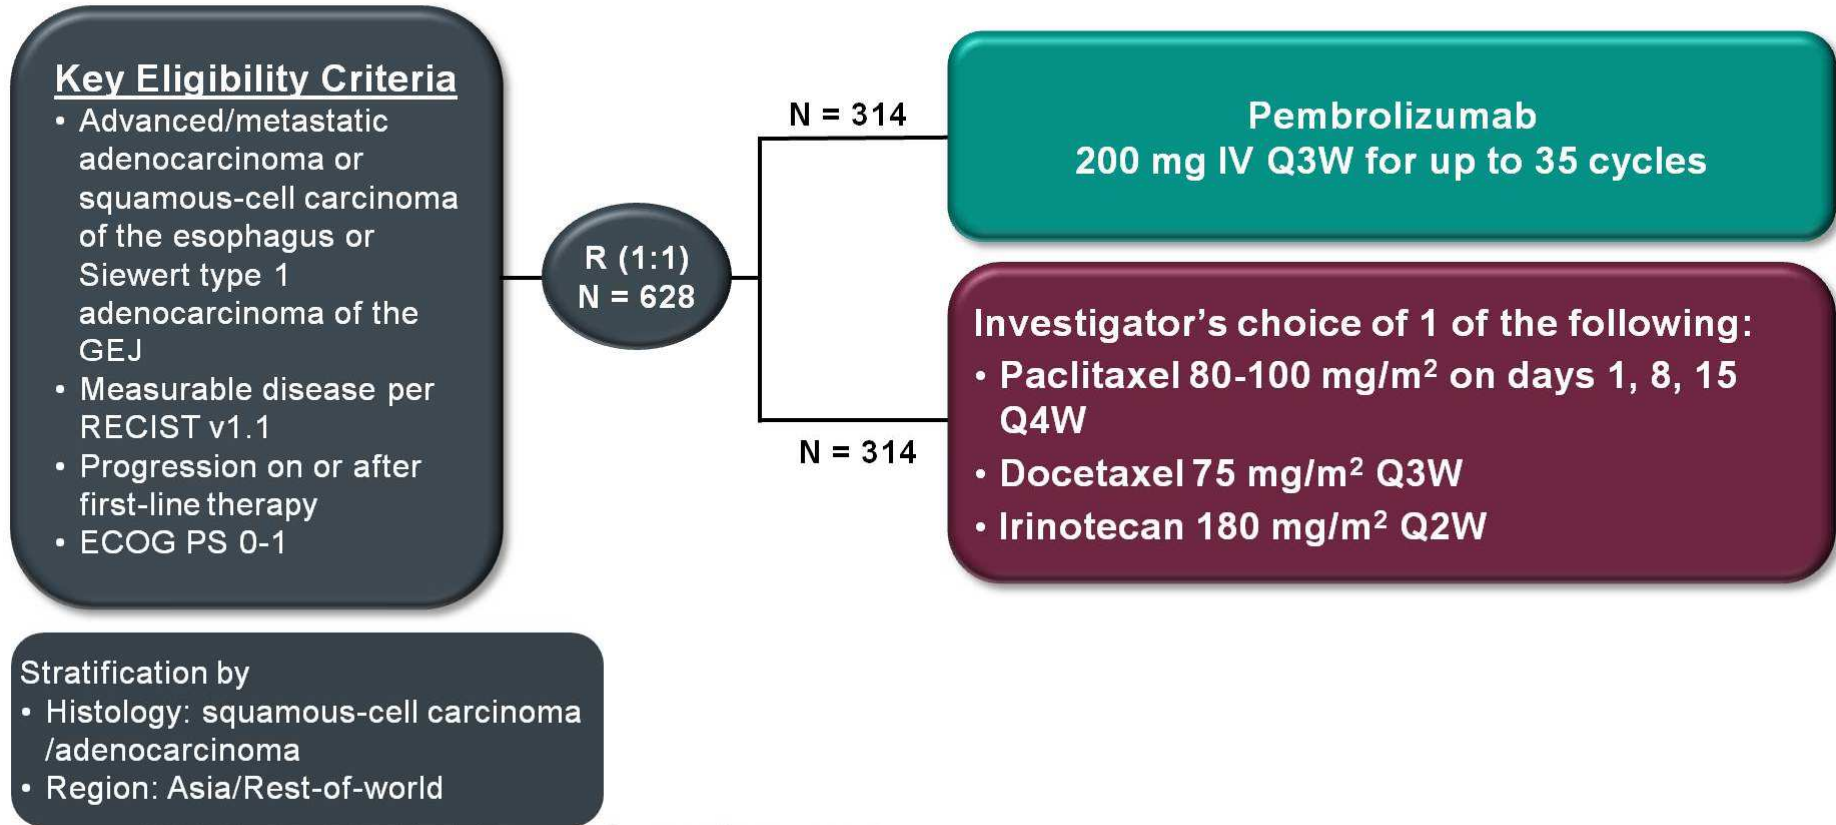 Key Eligibility Criteria
• Advanced/metastatic
adenocarcinoma or
squamous-cell carcinoma
of the esophagus or
Siewert type 1
adenocarcinoma of the
GEJ
• Measurable disease per
RECIST v1.1
• Progression on or after
first-line therapy
• ECOG PS 0-1
R (1:1)
N = 628
N = 314
Pembrolizumab
200 mg IV Q3W for up to 35 cycles
N = 314
Investigator’s choice of 1 of the following:
• Paclitaxel 80-100 mg/m² on days 1, 8, 15
Q4W
• Docetaxel 75 mg/m² Q3W
• Irinotecan 180 mg/m² Q2W
Stratification by
• Histology: squamous-cell carcinoma
/adenocarcinoma
• Region: Asia/Rest-of-world